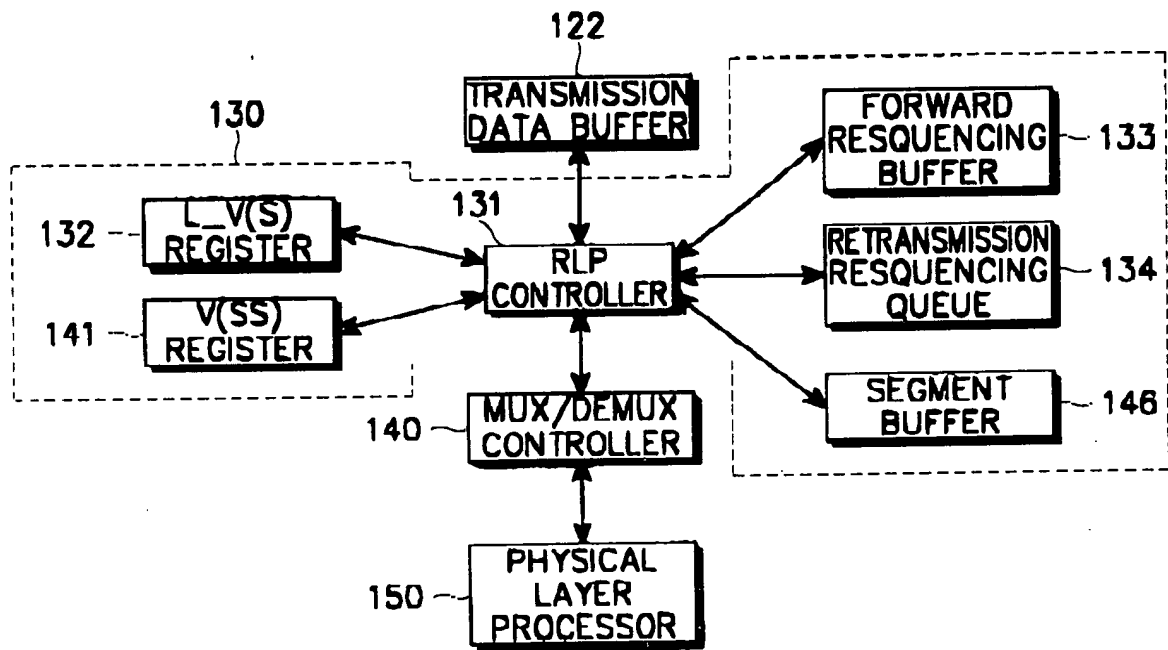 122
TRANSMISSION
DATA BUFFER
130
FORWARD
RESQUENCING
BUFFER
133
132
L_V(S)
REGISTER
131
RLP
CONTROLLER
RETRANSMISSION
RESQUENCING
QUEUE
134
141
V(SS)
REGISTER
SEGMENT
BUFFER
146
140
MUX/DEMUX
CONTROLLER
150
PHYSICAL
LAYER
PROCESSOR